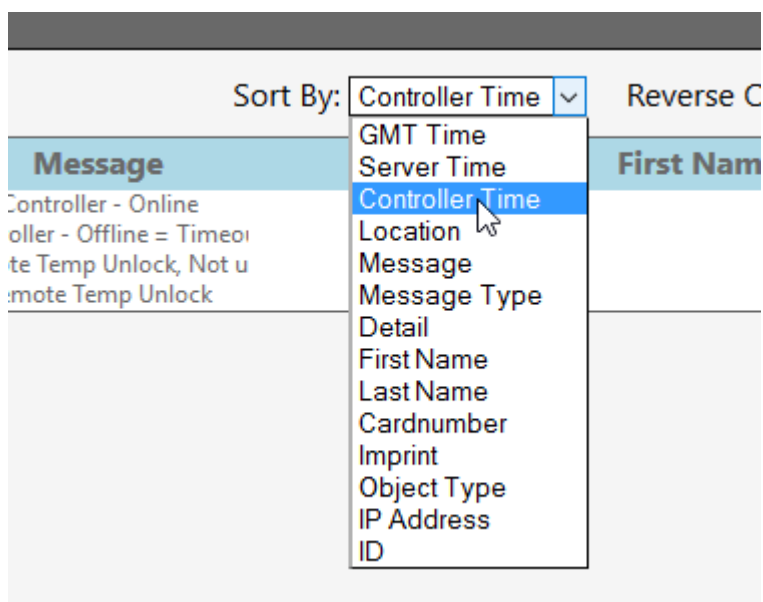 Sort By: Controller Time Reverse
Message First Nam
Controller - Online
oller - Offline = Timeou
te Temp Unlock, Not u
emote Temp Unlock
GMT Time
Server Time
Controller Time
Location
Message
Message Type
Detail
First Name
Last Name
Cardnumber
Imprint
Object Type
IP Address
ID